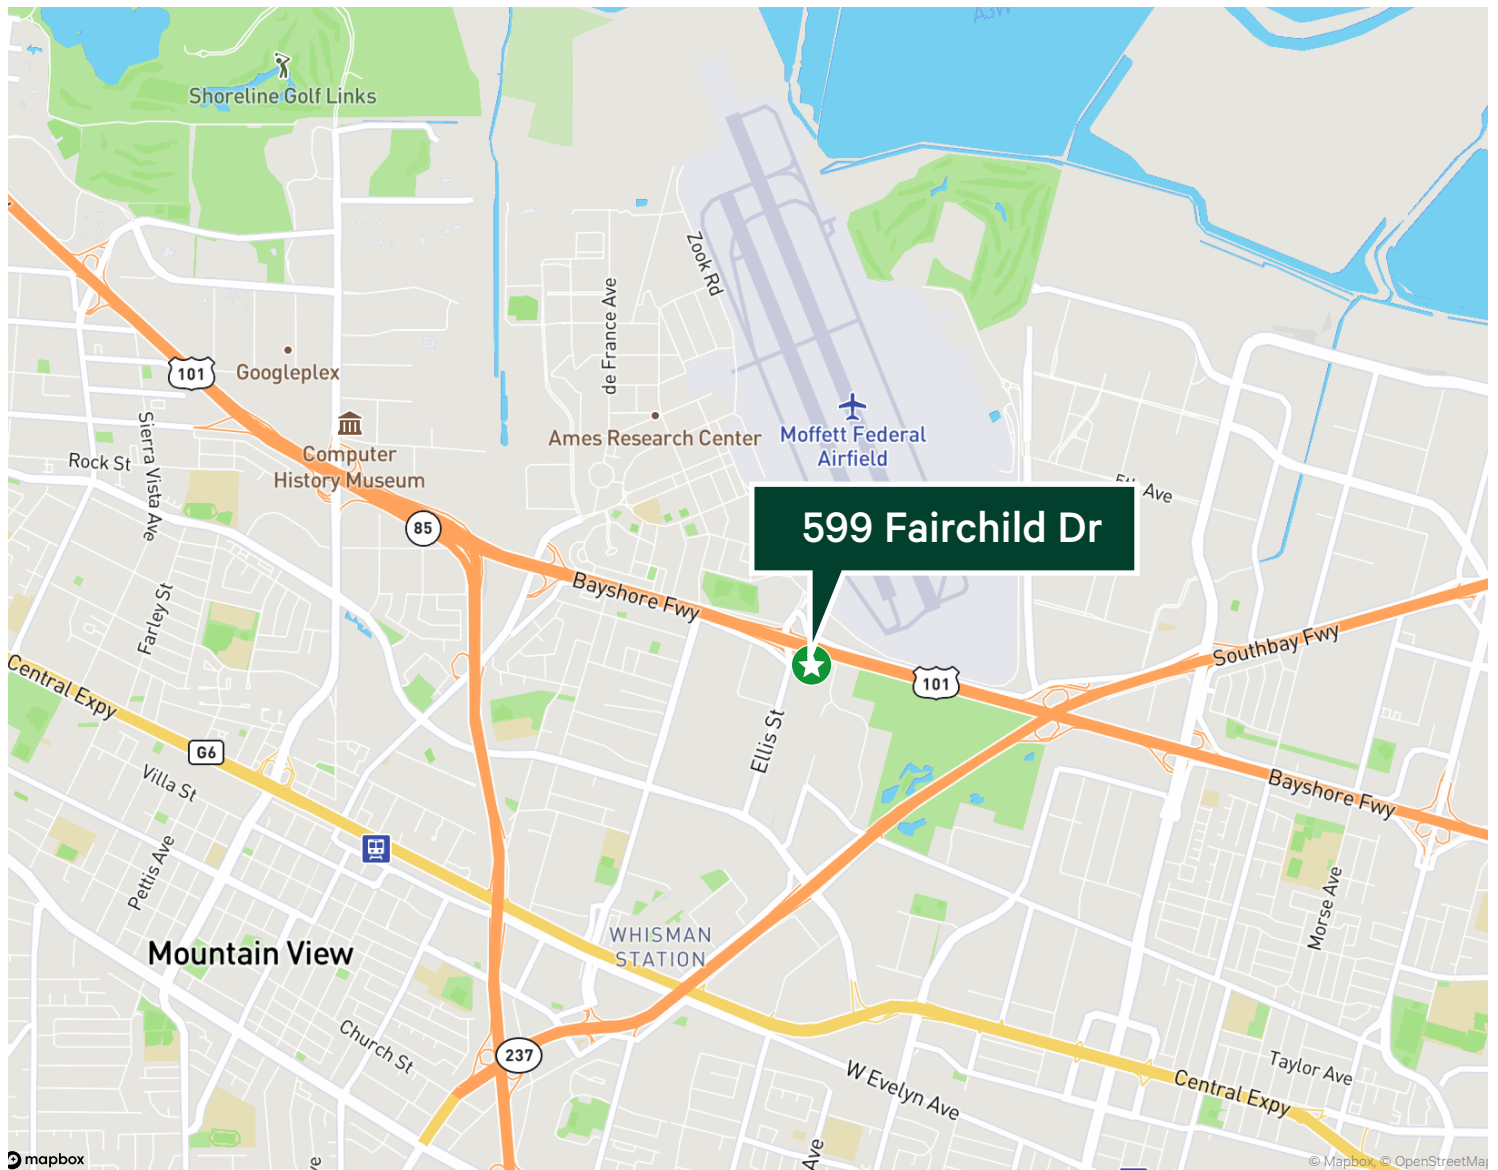 Shoreline Golf Links
Zook Rd
de France Ave
101
Googleplex
Sierra Vista Ave
Rock St
Computer
History Museum
Ames Research Center
Moffett Federal
Airfield
Ave
85
599 Fairchild Dr
Bayshore Fwy
Farley St
Southbay Fwy
Central Expy
101
Ellis St
G6
Villa St
Bayshore Fwy
Pettis Ave
Morse Ave
Mountain View
WHISMAN
STATION
Church St
237
W Evelyn Ave
Taylor Ave
Central Expy
Ave
mapbox
© Mapbox, © OpenStreetMap